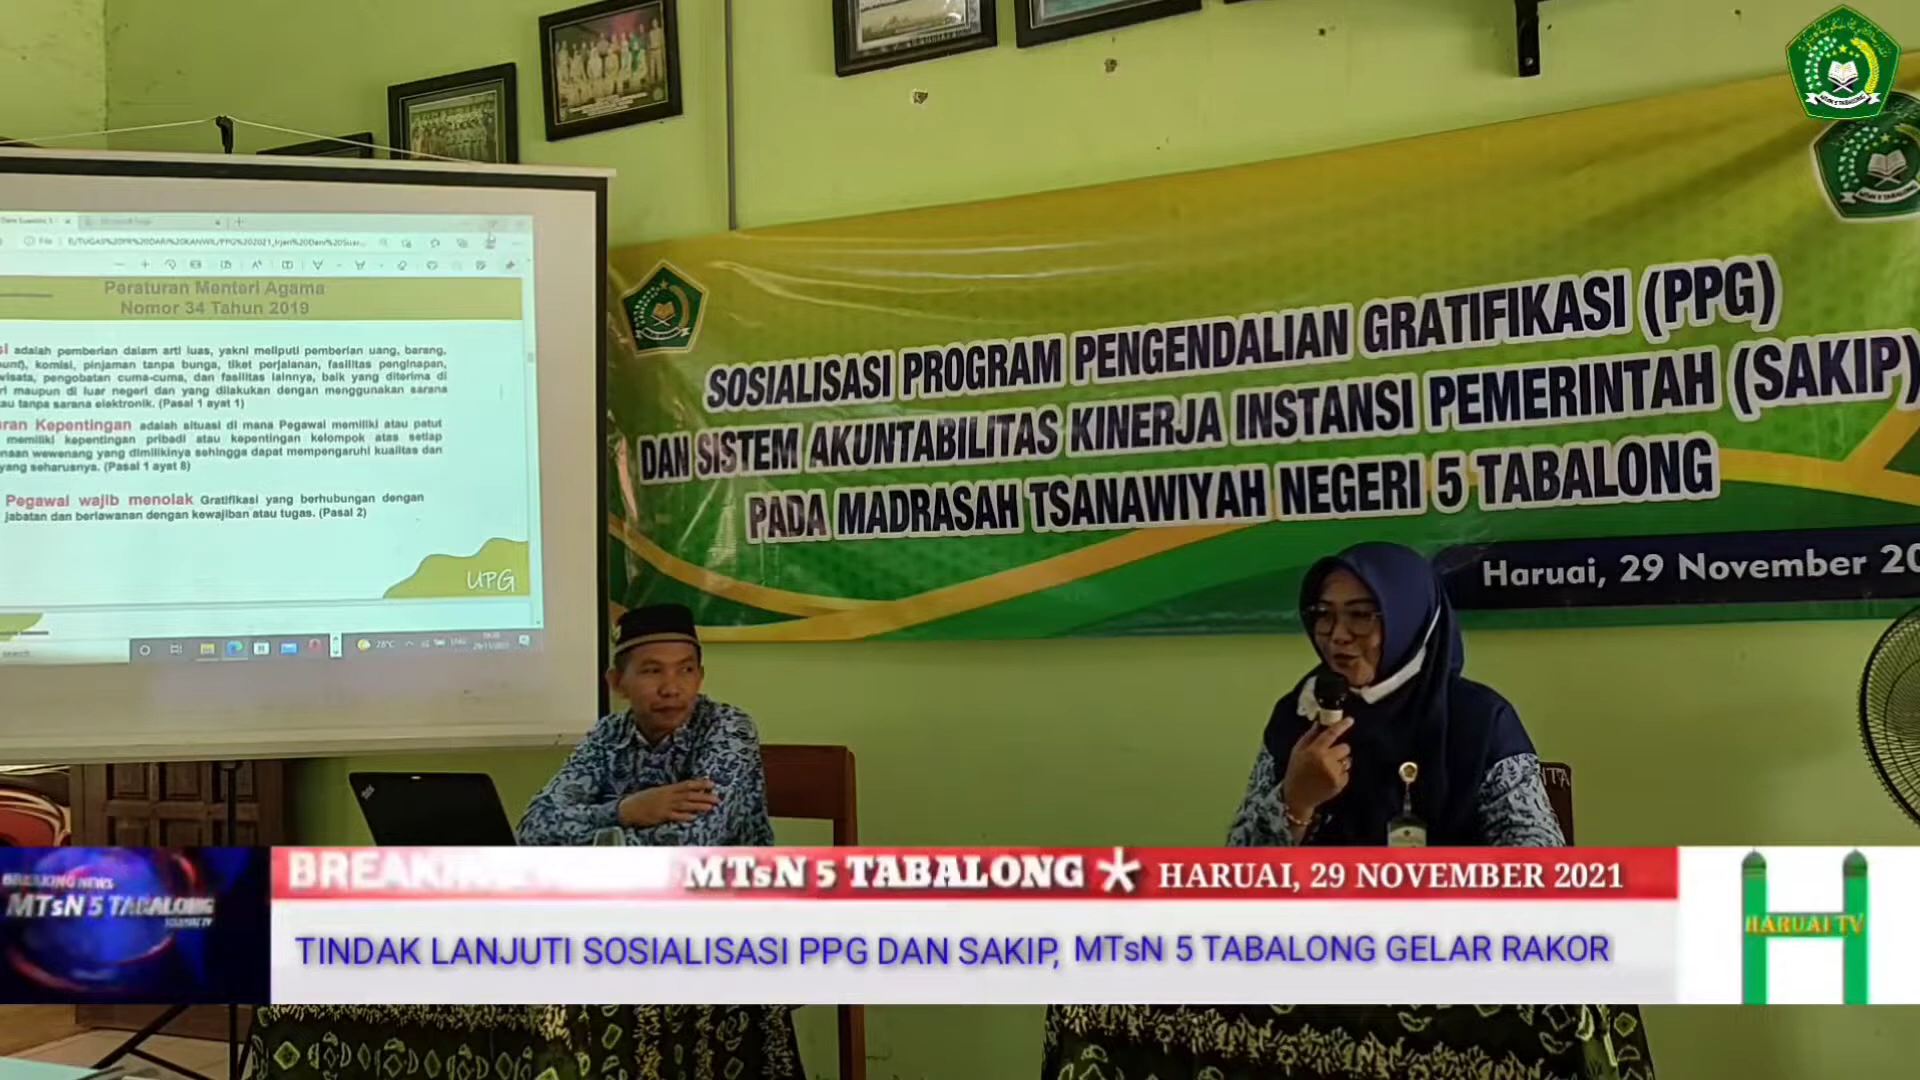 Peraturan Menteri Agama
Nomor 34 Tahun 2019
adalah pemberian dalam arti luas, yakni meliputi pemberian uang, barang,
komisi, pinjaman tanpa bunga, tiket perjalanan, fasilitas penginapan,
pengobatan cuma-cuma, dan fasilitas lainnya, baik yang diterima di
maupun di luar negeri dan yang dilakukan dengan menggunakan sarana
tanpa sarana elektronik. (Pasal 1 ayat 1)
Kepentingan adalah situasi di mana Pegawai memiliki atau patut
memiliki kepentingan pribadi atau kepentingan kelompok atas setiap
wewenang yang dimilikinya sehingga dapat mempengaruhi kualitas dan
yang seharusnya. (Pasal 1 ayat 8)
Pegawai wajib menolak Gratifikasi yang berhubungan dengan
jabatan dan berlawanan dengan kewajiban atau tugas. (Pasal 2)
UPG
28°C
SOSIALISASI PROGRAM PENGENDALIAN GRATIFIKASI (PPG)
DAN SISTEM AKUNTABILITAS KINERJA INSTANSI PEMERINTAH (SAKIP)
PADA MADRASAH TSANAWIYAH NEGERI 5 TABALONG
Haruai, 29 November 20
MTsN 5 TABALONG
BREAKING NEWS
MTsN 5 TABALONG
MTsN 5 TABALONG * HARUAI, 29 NOVEMBER 2021
TINDAK LANJUTI SOSIALISASI PPG DAN SAKIP, MTsN 5 TABALONG GELAR RAKOR
HARUAI TV